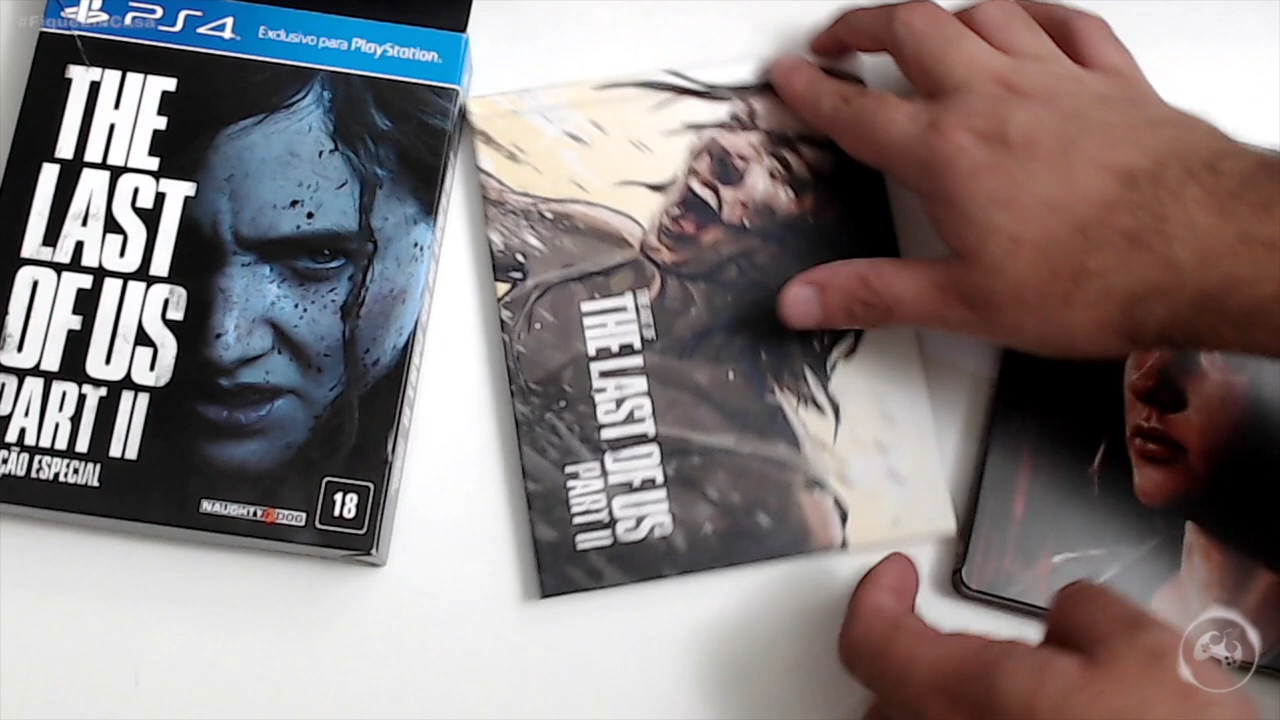 #FiqueEmCasa
PS4
Exclusivo para PlayStation
THE
LAST
OF US
PART II
ÇÃO ESPECIAL
NAUGHTY DOG
18
THE LAST OF US
PART II